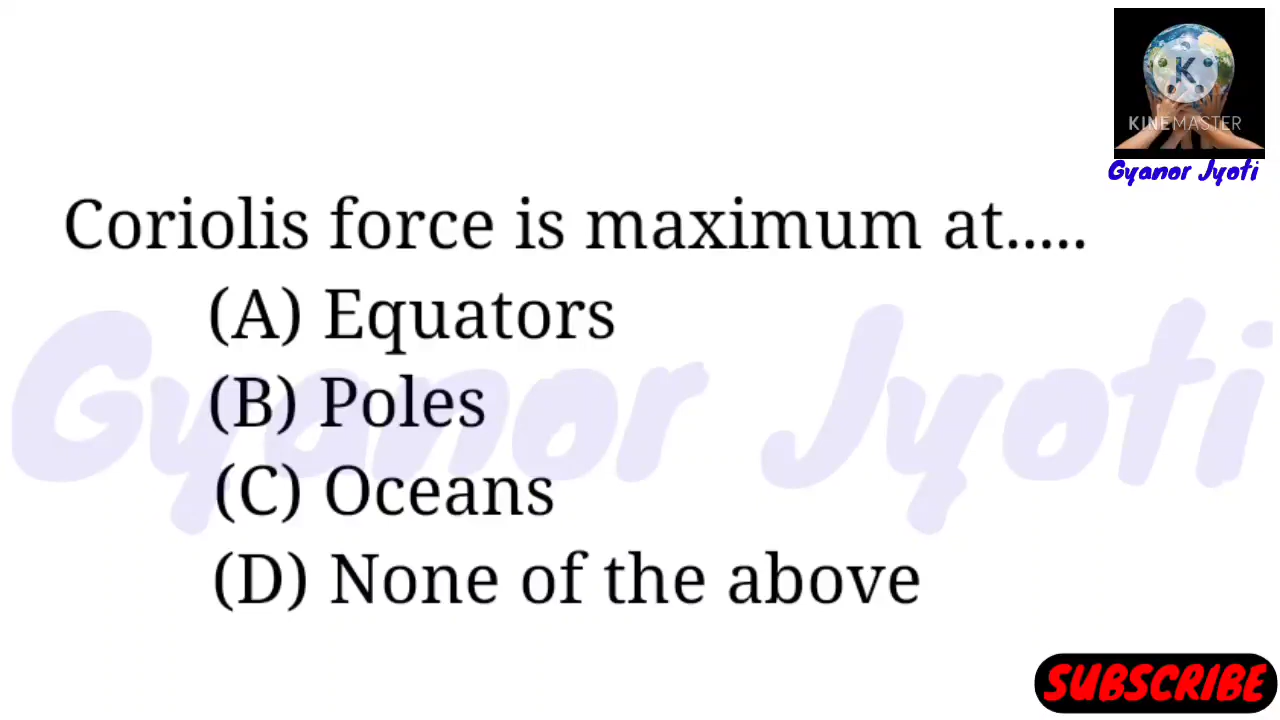 KINEMASTER
Gyanor Jyoti
Coriolis force is maximum at.....
(A) Equators
(B) Poles
(C) Oceans
(D) None of the above
Gyanor Jyoti
SUBSCRIBE